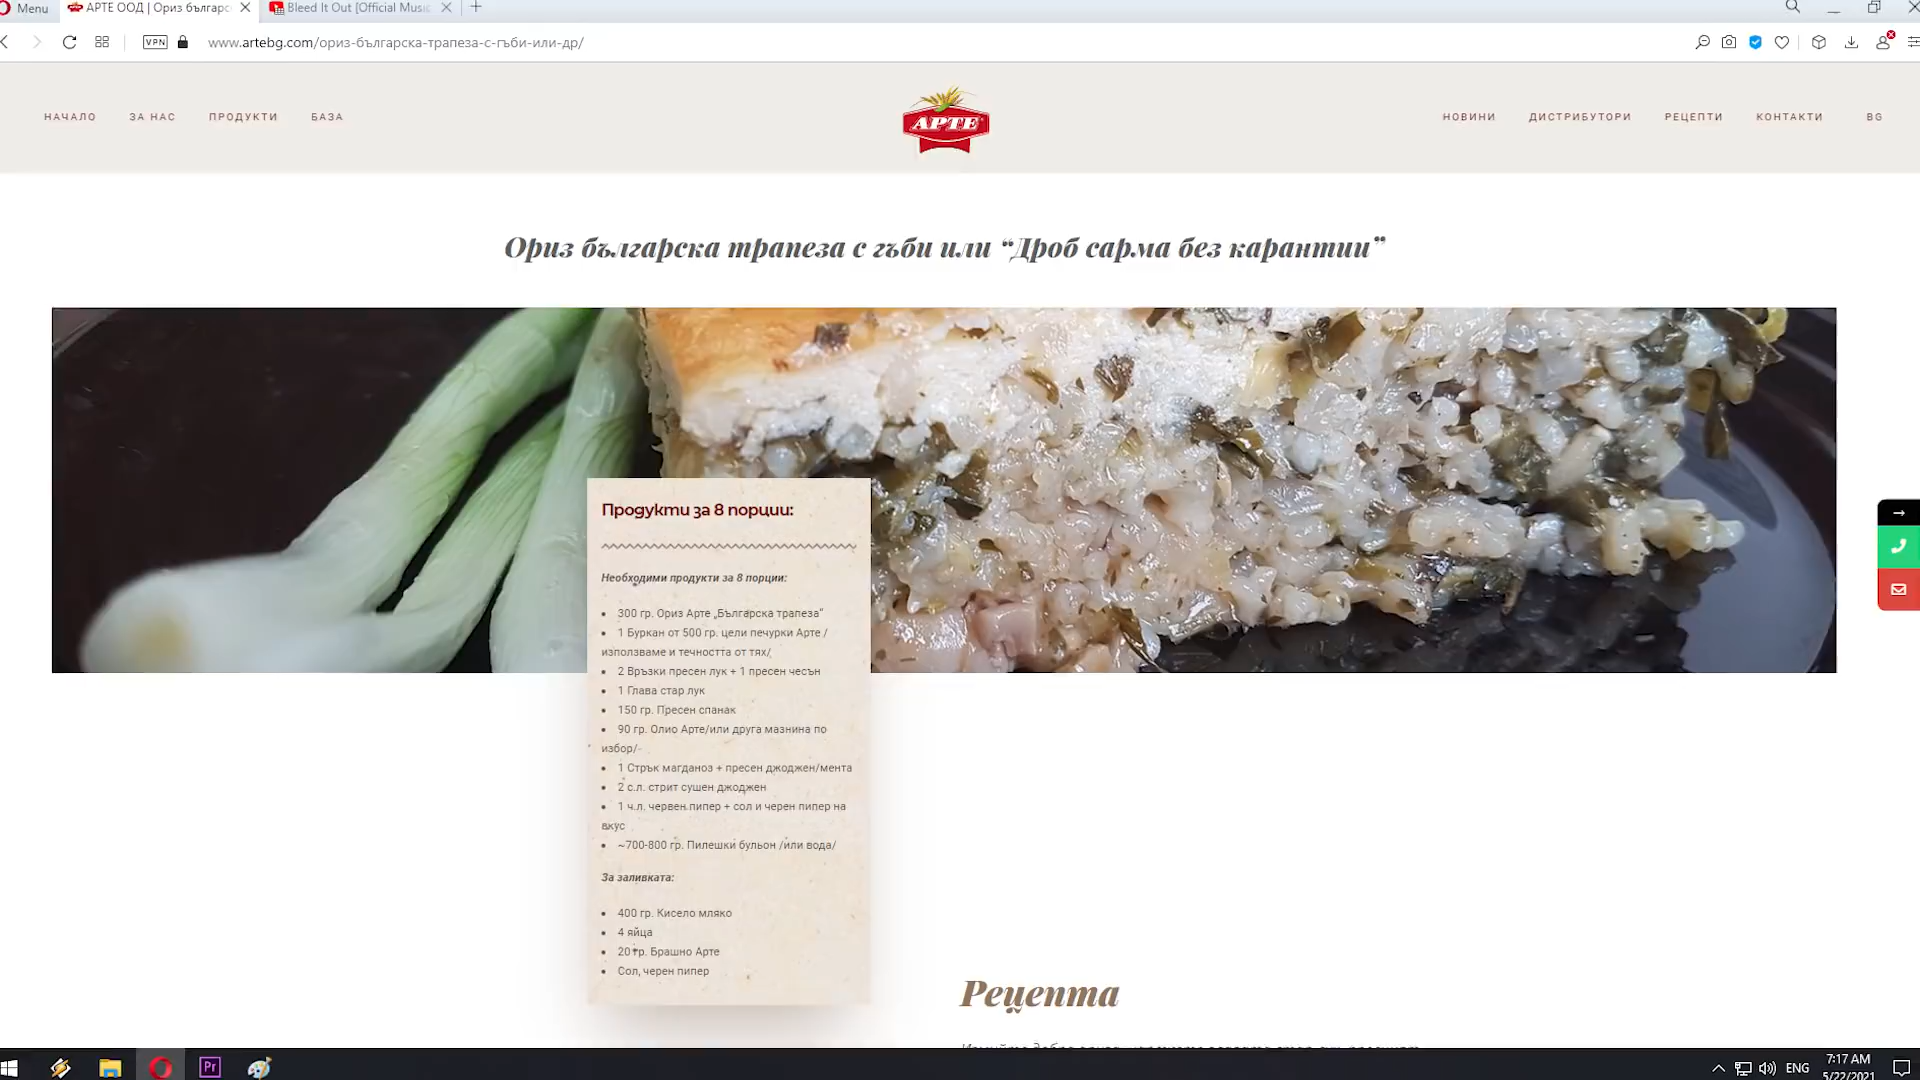 Menu
АРТЕ ООД | Ориз българс
Bleed It Out [Official Music
VPN
www.artebg.com/ориз-българска-трапеза-с-гъби-или-др/
НАЧАЛО
ЗА НАС
ПРОДУКТИ
БАЗА
АРТЕ
НОВИНИ
ДИСТРИБУТОРИ
РЕЦЕПТИ
КОНТАКТИ
BG
Ориз българска трапеза с гъби или “Дроб сарма без карантии”
Продукти за 8 порции:
Необходими продукти за 8 порции:
300 гр. Ориз Арте „Българска трапеза“
1 Буркан от 500 гр. цели печурки Арте /
използваме и течността от тях/
2 Връзки пресен лук + 1 пресен чесън
1 Глава стар лук
150 гр. Пресен спанак
90 гр. Олио Арте/или друга мазнина по
избор/
1 Стрък магданоз + пресен джоджен/мента
2 с.л. стрит сушен джоджен
1 ч.л. червен пипер + сол и черен пипер на
вкус
~700-800 гр. Пилешки бульон /или вода/
За заливката:
400 гр. Кисело мляко
4 яйца
20 гр. Брашно Арте
Сол, черен пипер
Рецепта
Pr
ENG
7:17 AM
5/22/2021